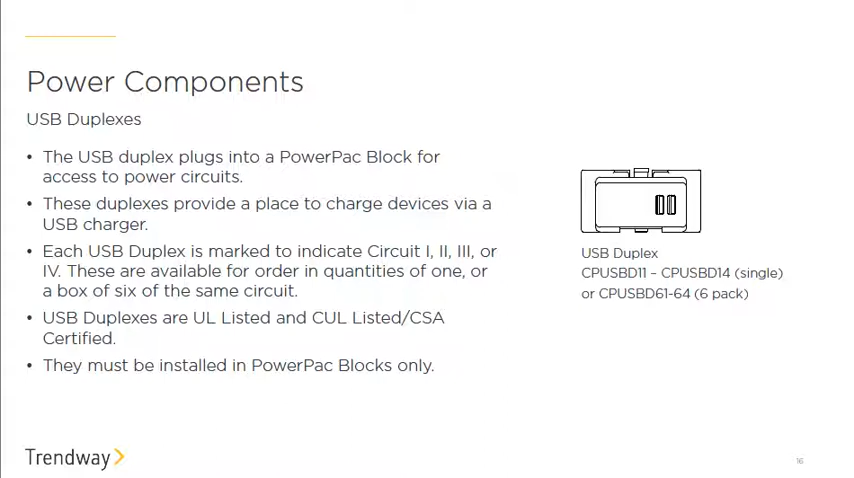 Power Components
USB Duplexes
• The USB duplex plugs into a PowerPac Block for
access to power circuits.
• These duplexes provide a place to charge devices via a
USB charger.
• Each USB Duplex is marked to indicate Circuit I, II, III, or
IV. These are available for order in quantities of one, or
a box of six of the same circuit.
• USB Duplexes are UL Listed and CUL Listed/CSA
Certified.
• They must be installed in PowerPac Blocks only.
USB Duplex
CPUSBD11 – CPUSBD14 (single)
or CPUSBD61-64 (6 pack)
Trendway
16